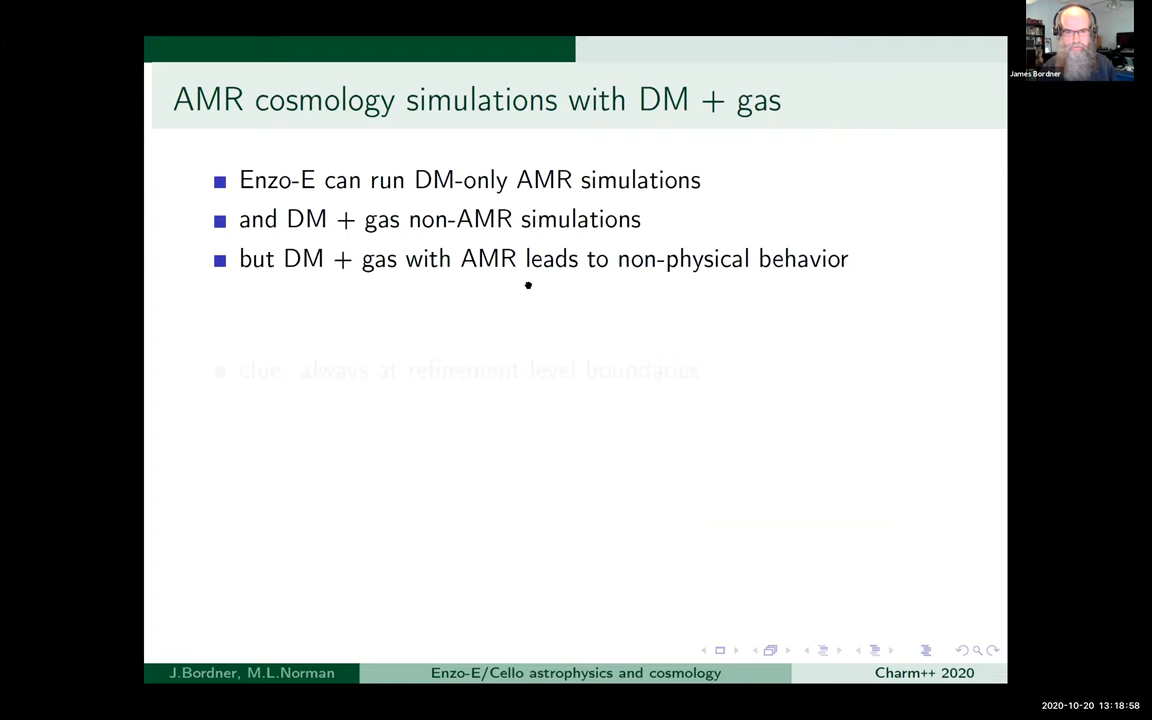 James Bordner
AMR cosmology simulations with DM + gas
Enzo-E can run DM-only AMR simulations
and DM + gas non-AMR simulations
but DM + gas with AMR leads to non-physical behavior
clue: always at refinement level boundaries
J.Bordner, M.L.Norman
Enzo-E/Cello astrophysics and cosmology
Charm++ 2020
2020-10-20 13:18:58